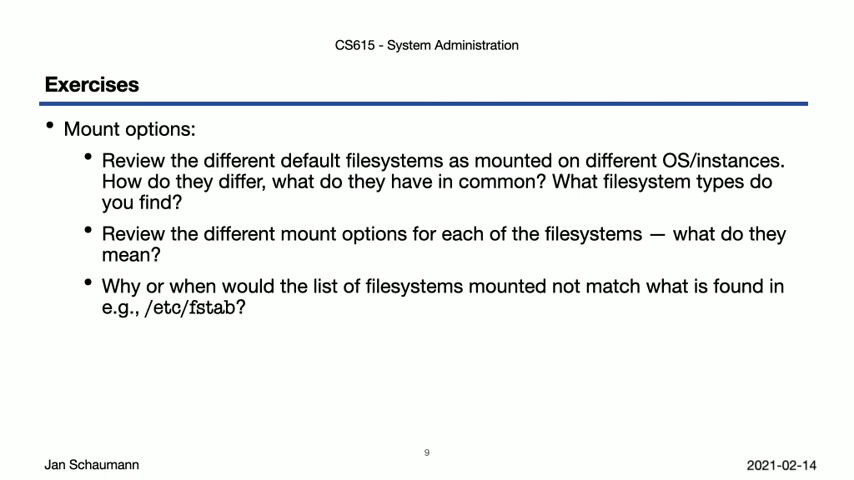 CS615 - System Administration
Exercises
• Mount options:
• Review the different default filesystems as mounted on different OS/instances.
How do they differ, what do they have in common? What filesystem types do
you find?
• Review the different mount options for each of the filesystems — what do they
mean?
• Why or when would the list of filesystems mounted not match what is found in
e.g., /etc/fstab?
9
Jan Schaumann
2021-02-14